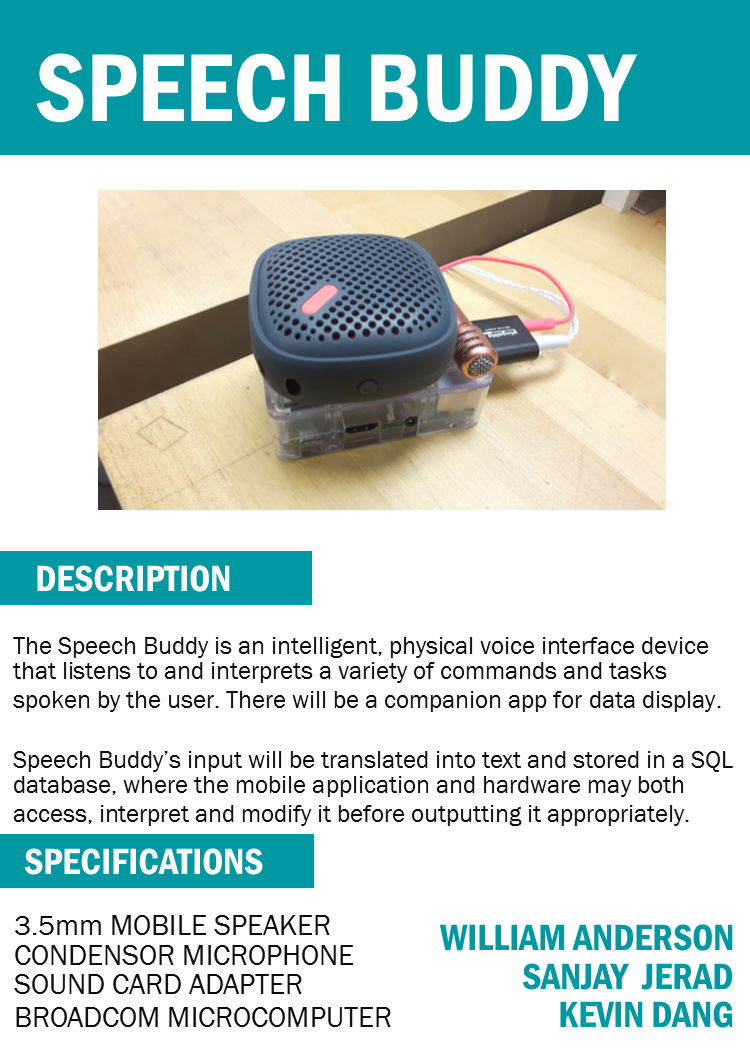 SPEECH BUDDY
DESCRIPTION
The Speech Buddy is an intelligent, physical voice interface device
that listens to and interprets a variety of commands and tasks
spoken by the user. There will be a companion app for data display.
Speech Buddy’s input will be translated into text and stored in a SQL
database, where the mobile application and hardware may both
access, interpret and modify it before outputting it appropriately.
SPECIFICATIONS
3.5mm MOBILE SPEAKER
CONDENSOR MICROPHONE
SOUND CARD ADAPTER
BROADCOM MICROCOMPUTER
WILLIAM ANDERSON
SANJAY  JERAD
KEVIN DANG